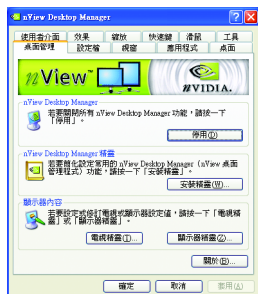 nView Desktop Manager
使用者介面 效果 縮放 快速鍵 滑鼠 工具
桌面管理 設定檔 視窗 應用程式 桌面
nView™
nVIDIA.
nView Desktop Manager
若要關閉所有 nView Desktop Manager 功能，請按一下
「停用」。
停用(D)
nView Desktop Manager 精靈
若要簡化設定常用的 nView Desktop Manager (nView 桌面
管理程式) 功能，請按一下「安裝精靈」。
安裝精靈(W)...
顯示器內容
若要設定或修訂電視或顯示器設定值，請按一下「電視精
靈」或「顯示器精靈」。
電視精靈(T)...
顯示器精靈(Z)...
關於(B)...
確定 取消 套用(A)